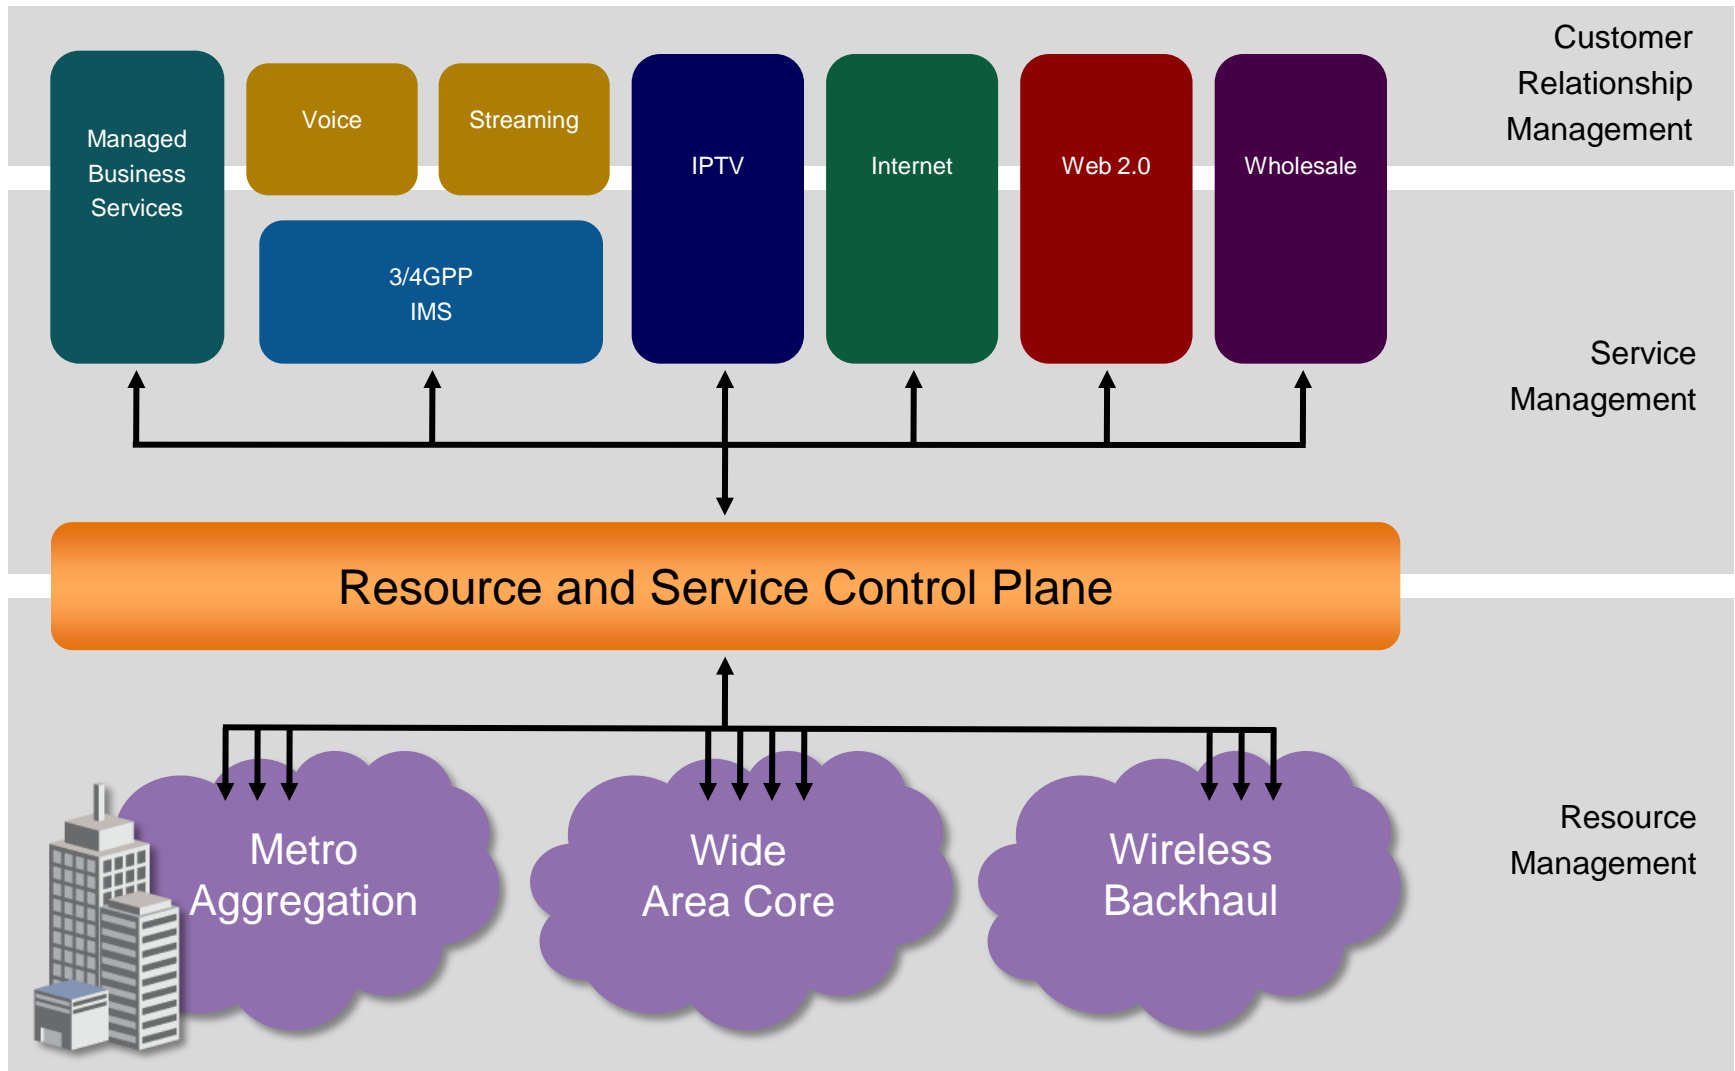 Customer
Relationship
Management
Managed
Business
Services
Voice
Streaming
IPTV
Internet
Web 2.0
Wholesale
3/4GPP
IMS
Service
Management
Resource and Service Control Plane
Metro
Aggregation
Wide
Area Core
Wireless
Backhaul
Resource
Management